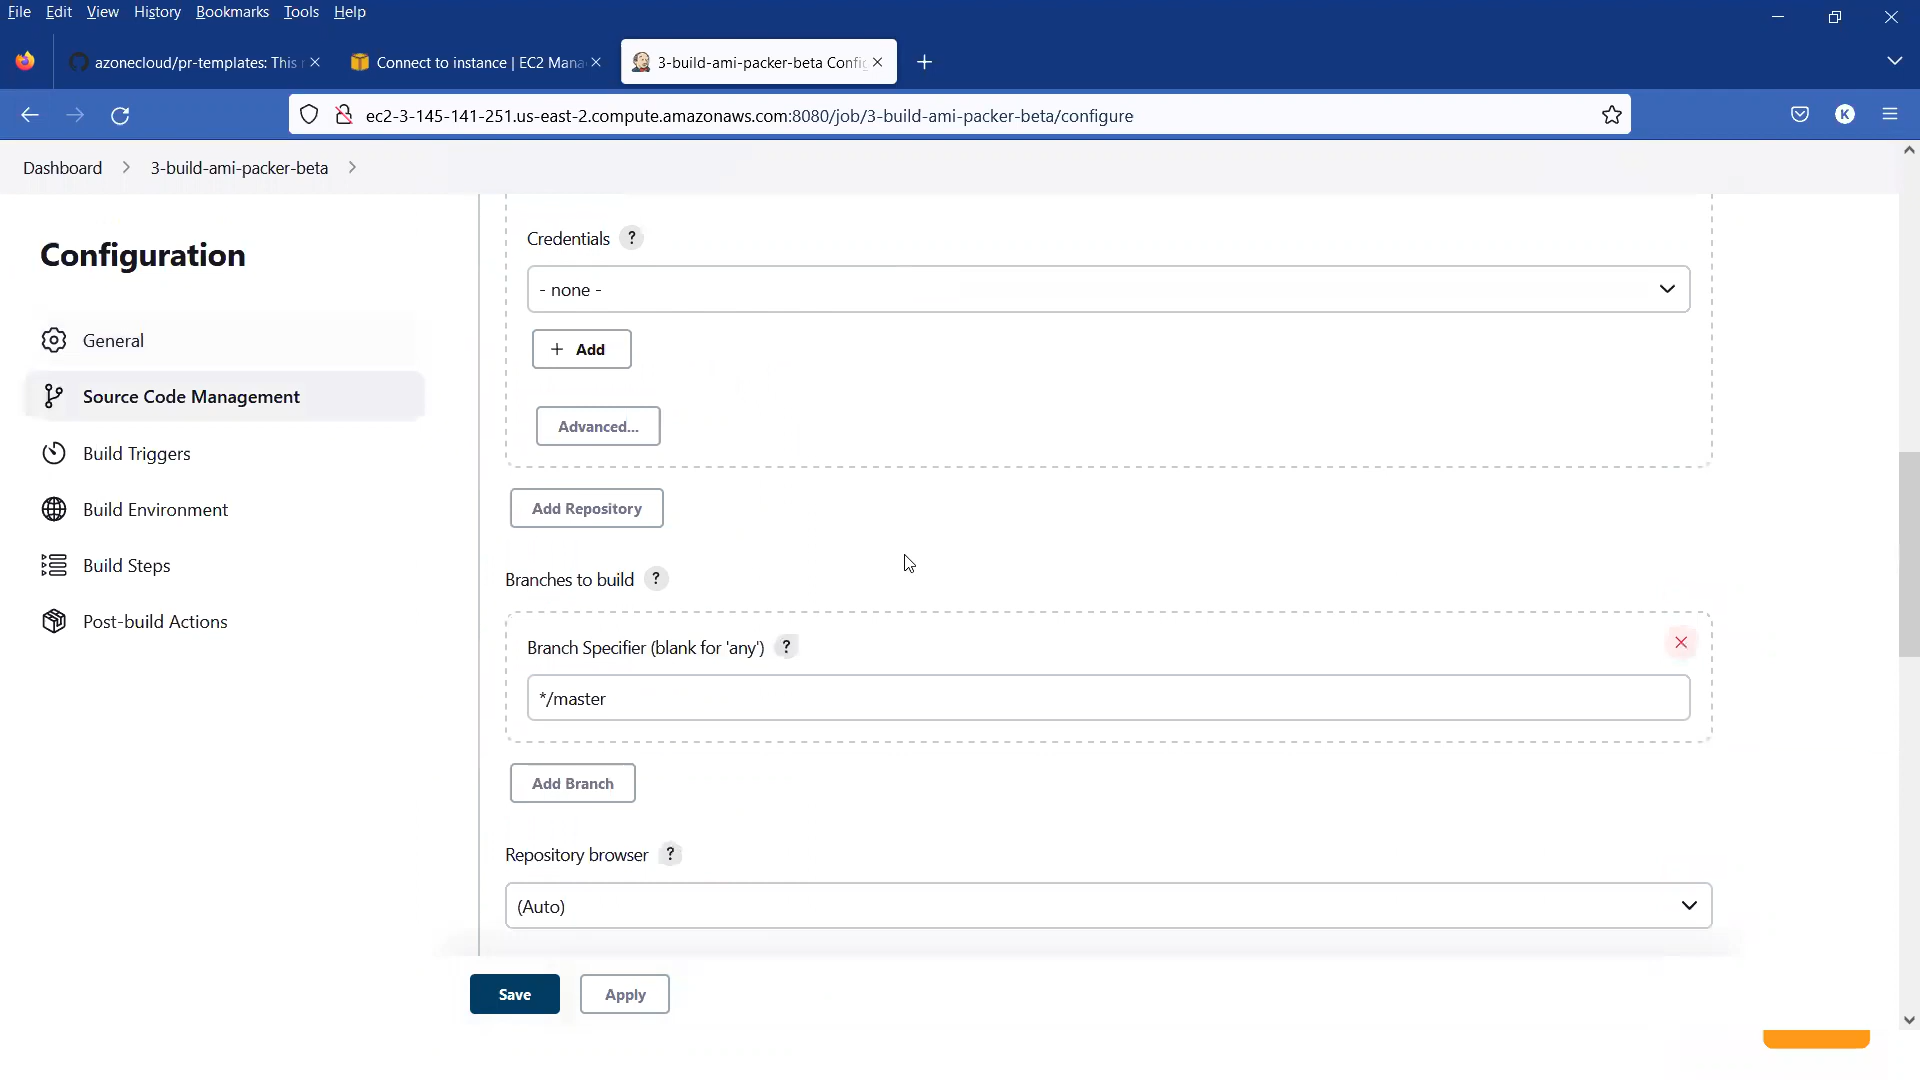 File Edit View History Bookmarks Tools Help
azonecloud/pr-templates: This r
Connect to instance | EC2 Mana
3-build-ami-packer-beta Config
ec2-3-145-141-251.us-east-2.compute.amazonaws.com:8080/job/3-build-ami-packer-beta/configure
K
Dashboard > 3-build-ami-packer-beta >
Configuration
General
Source Code Management
Build Triggers
Build Environment
Build Steps
Post-build Actions
Credentials ?
- none -
+ Add
Advanced...
Add Repository
Branches to build ?
Branch Specifier (blank for 'any') ?
*/master
Add Branch
Repository browser ?
(Auto)
Save Apply